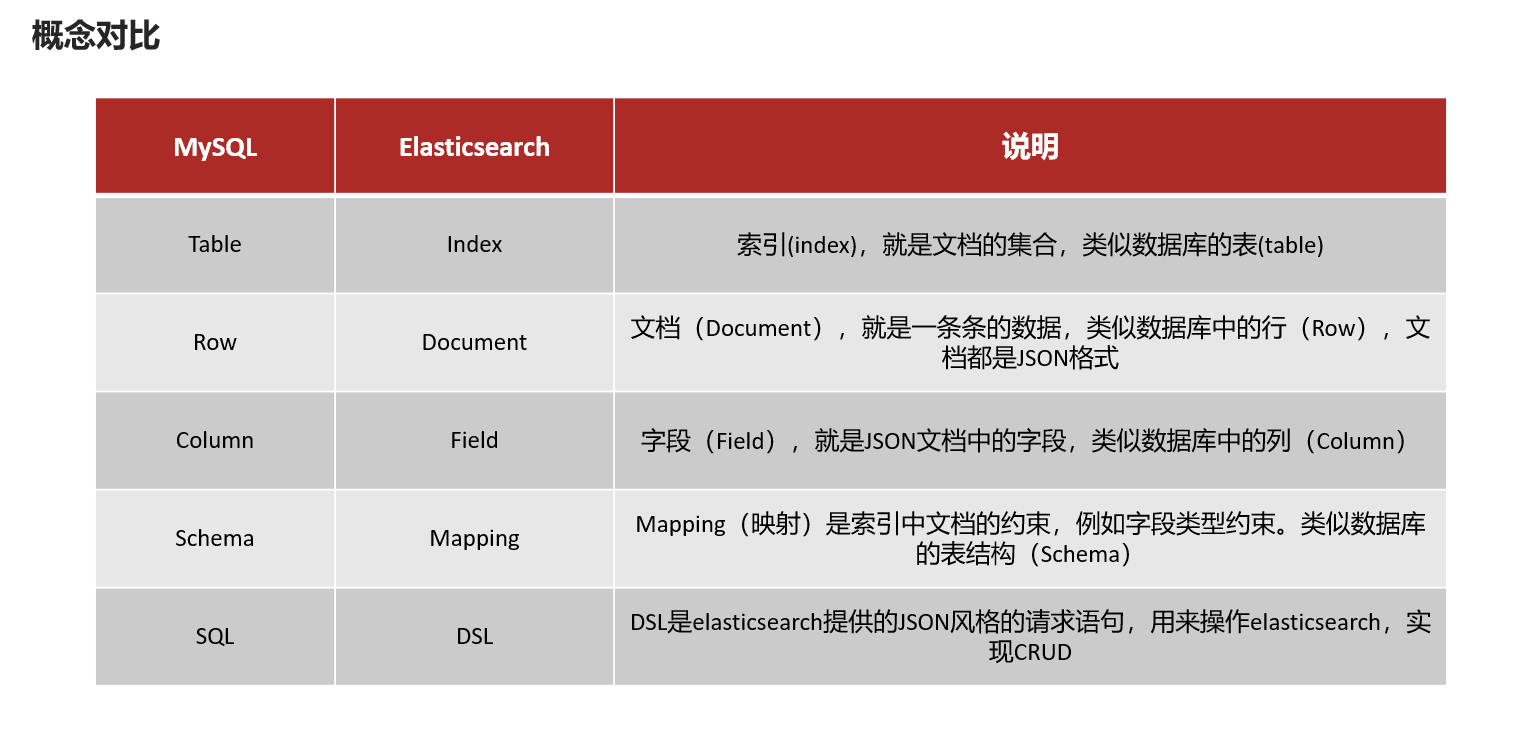 概念对比
MySQL
Elasticsearch
说明
Table
Index
索引(index)，就是文档的集合，类似数据库的表(table)
Row
Document
文档（Document），就是一条条的数据，类似数据库中的行（Row），文
档都是JSON格式
Column
Field
字段（Field），就是JSON文档中的字段，类似数据库中的列（Column）
Schema
Mapping
Mapping（映射）是索引中文档的约束，例如字段类型约束。类似数据库
的表结构（Schema）
SQL
DSL
DSL是elasticsearch提供的JSON风格的请求语句，用来操作elasticsearch，实
现CRUD